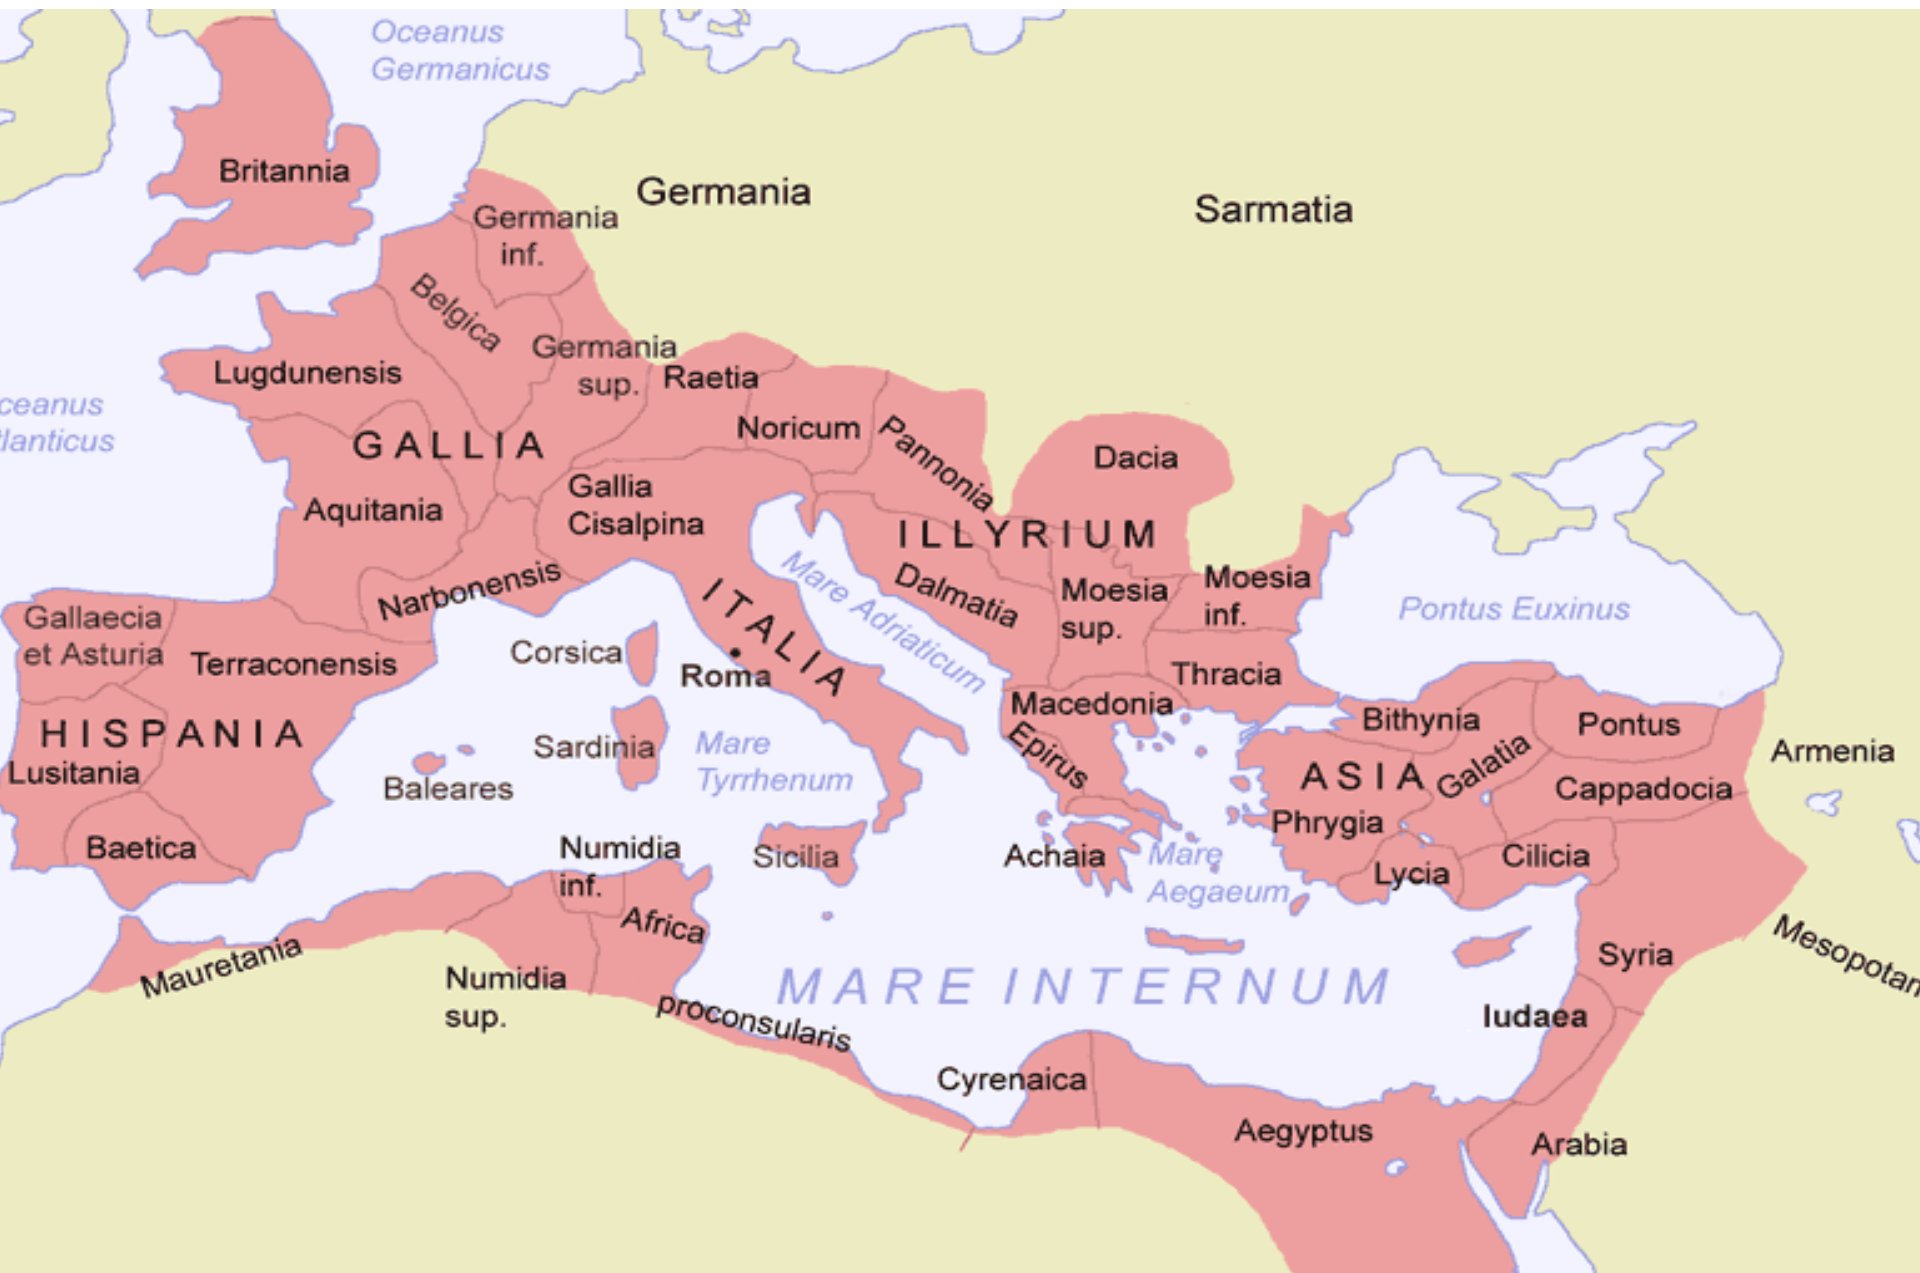 Oceanus
Germanicus
Britannia
Germania
Sarmatia
Germania
inf.
Belgica
Germania
sup.
Lugdunensis
Raetia
ceanus
tlanticus
Noricum
Pannonia
GALLIA
Dacia
Gallia
Cisalpina
Aquitania
ILLYRIUM
Mare Adriaticum
Narbonensis
Dalmatia
Moesia
sup.
Moesia
inf.
Pontus Euxinus
Gallaecia
et Asturia
Terraconensis
Corsica
ITALIA
Roma
Thracia
Macedonia
Epirus
Bithynia
Pontus
HISPANIA
Lusitania
Sardinia
Mare
Tyrrhenum
Baleares
ASIA
Galatia
Armenia
Cappadocia
Phrygia
Baetica
Numidia
inf.
Sicilia
Achaia
Mare
Aegaeum
Lycia
Cilicia
Africa
Mauretania
Numidia
sup.
proconsularis
MARE INTERNUM
Syria
Mesopotam
Iudaea
Cyrenaica
Aegyptus
Arabia